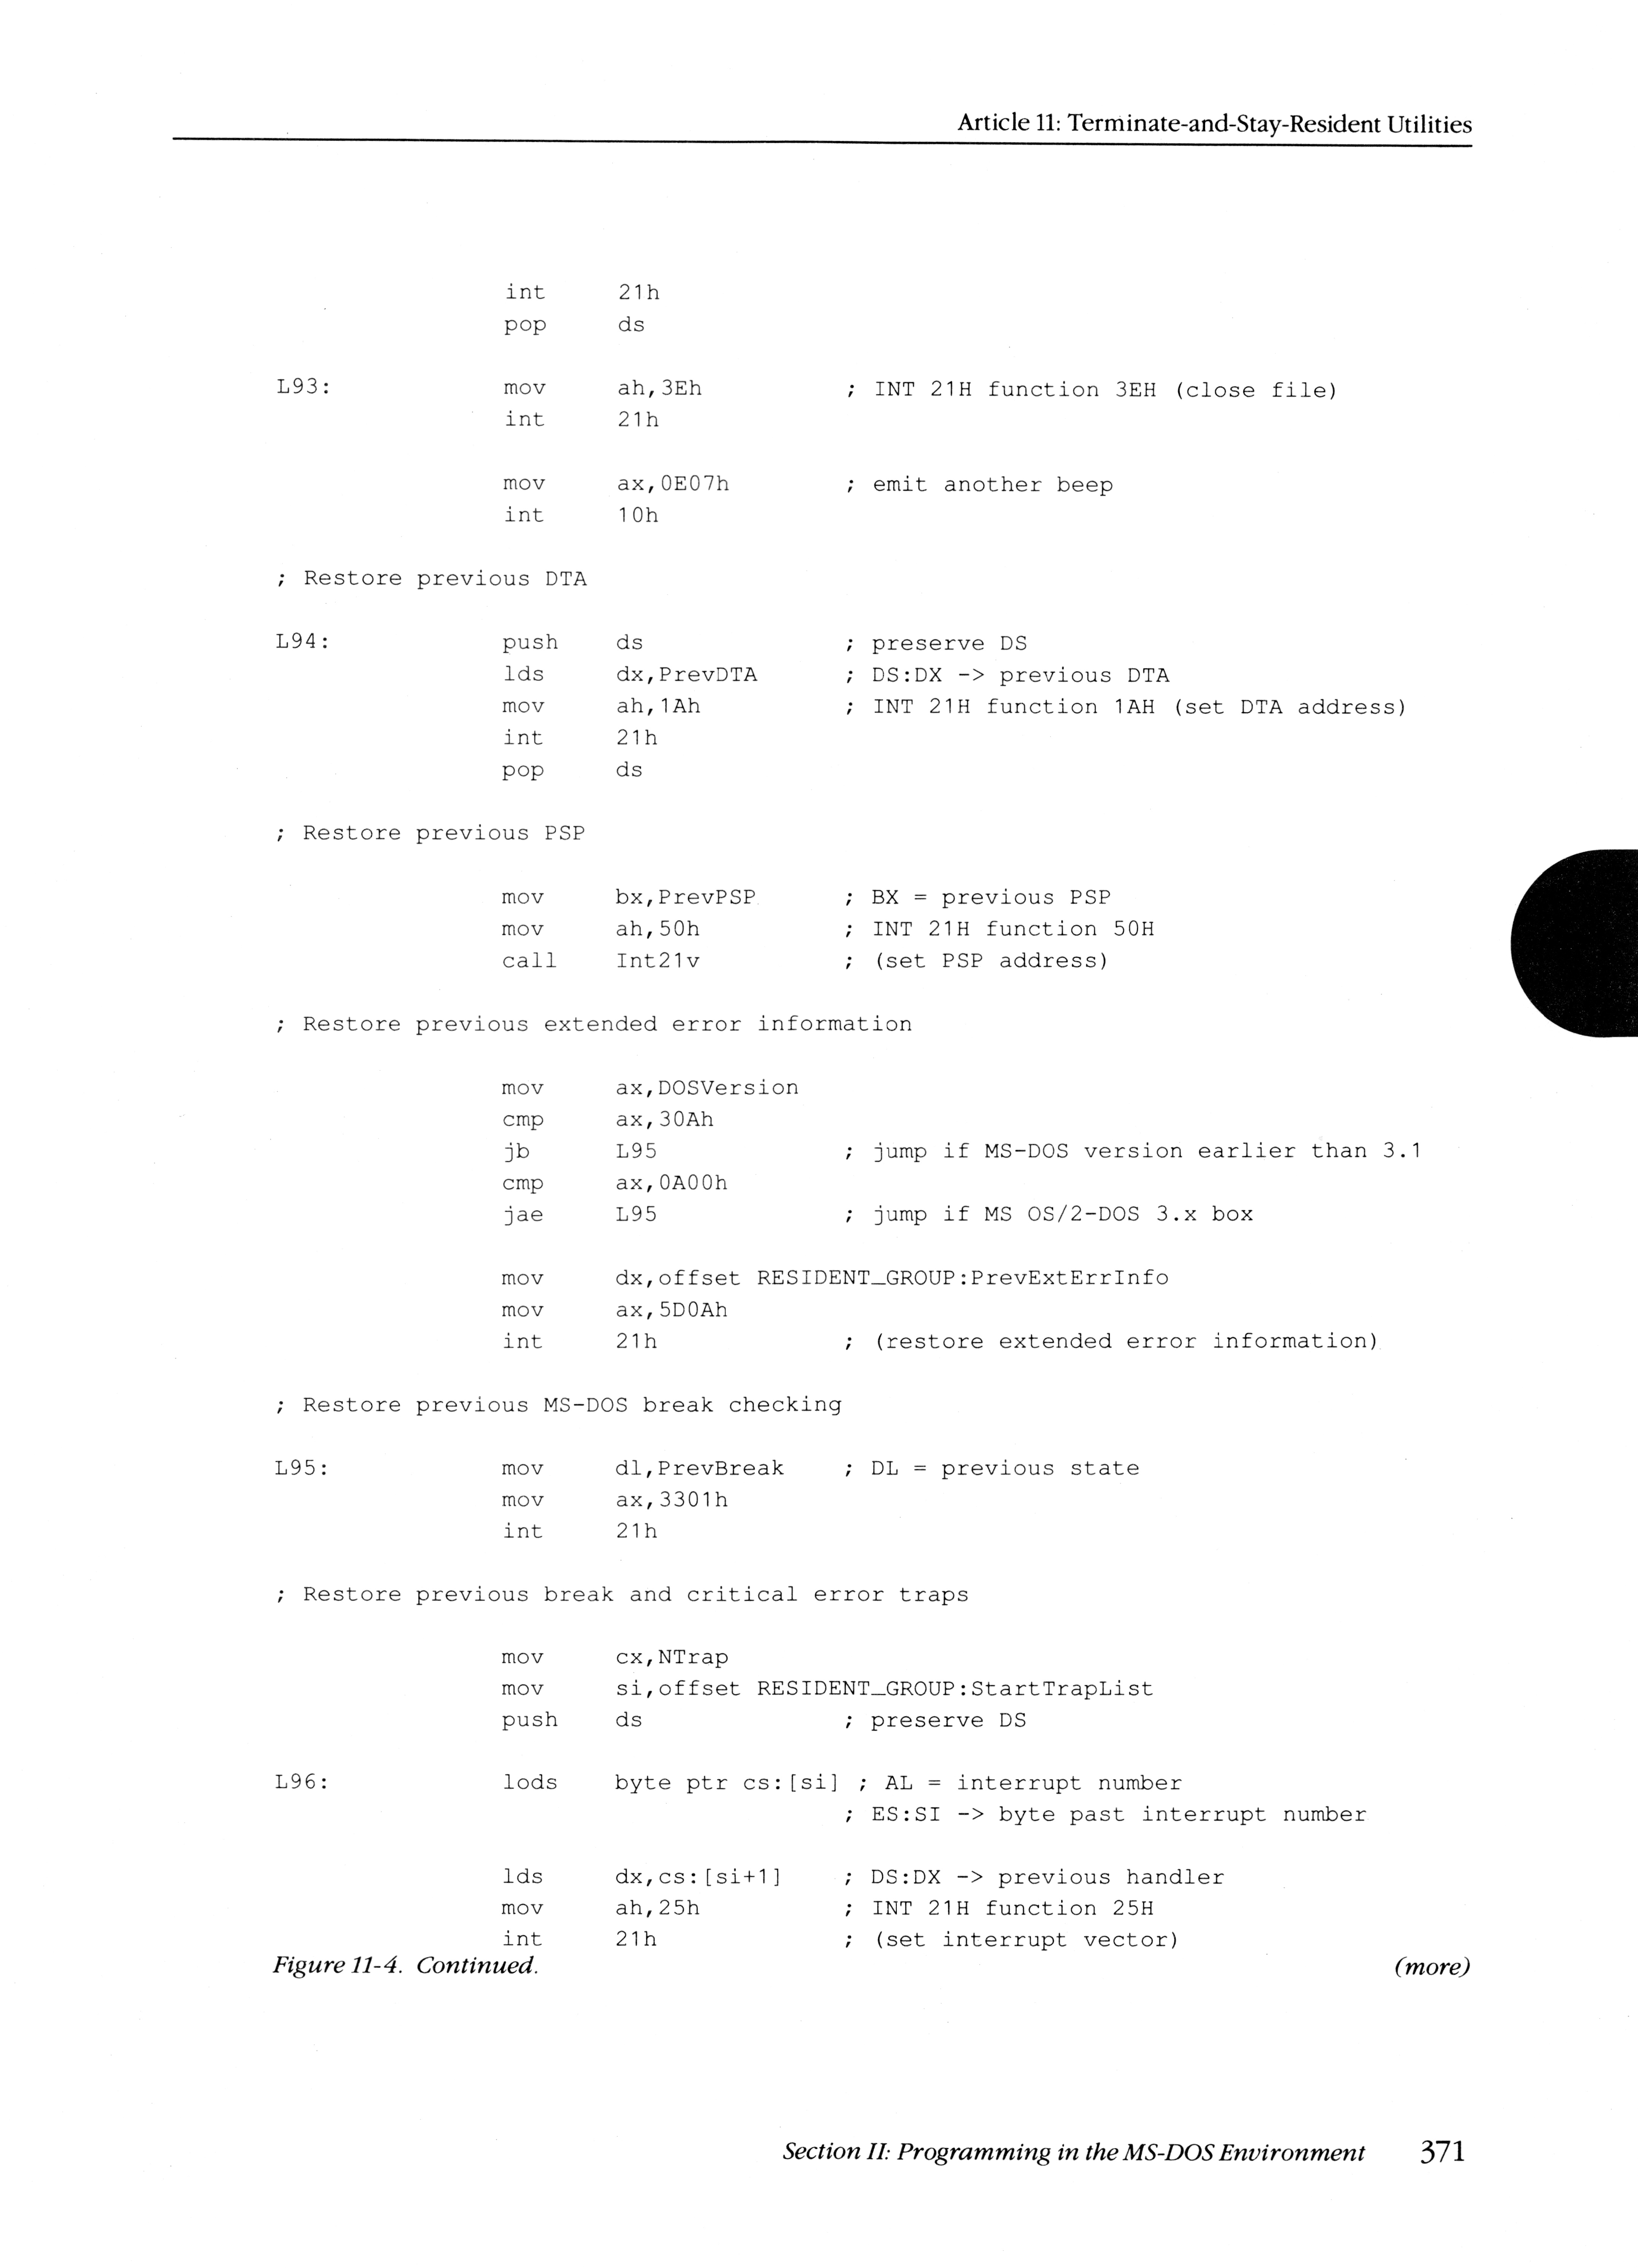 Article 11: Terminate-and-Stay-Resident Utilities
int 21h
pop ds
L93: mov ah,3Eh ; INT 21H function 3EH (close file)
int 21h
mov ax,0E07h ; emit another beep
int 10h
; Restore previous DTA
L94: push ds ; preserve DS
lds dx,PrevDTA ; DS:DX -> previous DTA
mov ah,1Ah ; INT 21H function 1AH (set DTA address)
int 21h
pop ds
; Restore previous PSP
mov bx,PrevPSP ; BX = previous PSP
mov ah,50h ; INT 21H function 50H
call Int21v ; (set PSP address)
; Restore previous extended error information
mov ax,DOSVersion
cmp ax,30Ah
jb L95 ; jump if MS-DOS version earlier than 3.1
cmp ax,0A00h
jae L95 ; jump if MS OS/2-DOS 3.x box
mov dx,offset RESIDENT_GROUP:PrevExtErrInfo
mov ax,5D0Ah
int 21h ; (restore extended error information)
; Restore previous MS-DOS break checking
L95: mov dl,PrevBreak ; DL = previous state
mov ax,3301h
int 21h
; Restore previous break and critical error traps
mov cx,NTrap
mov si,offset RESIDENT_GROUP:StartTrapList
push ds ; preserve DS
L96: lods byte ptr cs:[si] ; AL = interrupt number
; ES:SI -> byte past interrupt number
lds dx,cs:[si+1] ; DS:DX -> previous handler
mov ah,25h ; INT 21H function 25H
int 21h ; (set interrupt vector)
Figure 11-4. Continued. (more)
Section II: Programming in the MS-DOS Environment 371